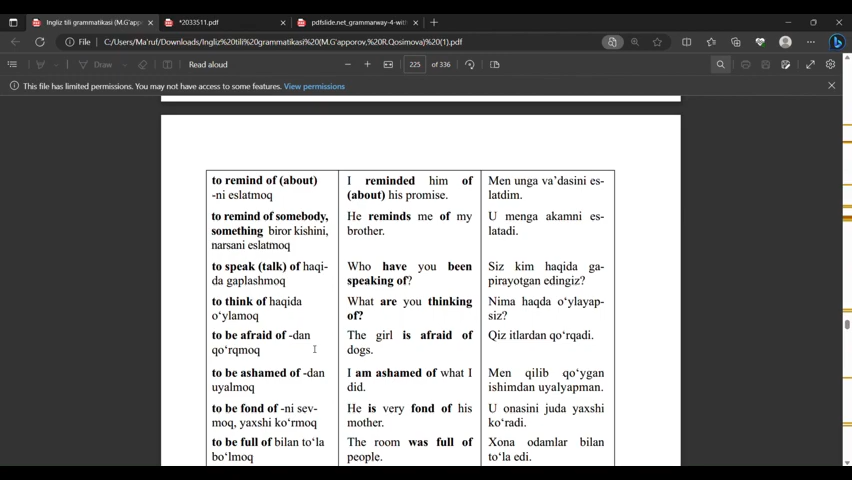 Ingliz tili grammatikasi (M.G'appo
*2033511.pdf
pdfslide.net_grammarway-4-with
File
C:/Users/Ma'ruf/Downloads/Ingliz%20tili%20grammatikasi%20(M.G'apporov,%20R.Qosimova)%20(1).pdf
Draw
Read aloud
225 of 336
This file has limited permissions. You may not have access to some features. View permissions
to remind of (about)
-ni eslatmoq
I reminded him of
(about) his promise.
Men unga va'dasini es-
latdim.
to remind of somebody,
something biror kishini,
narsani eslatmoq
He reminds me of my
brother.
U menga akamni es-
latadi.
to speak (talk) of haqi-
da gaplashmoq
Who have you been
speaking of?
Siz kim haqida ga-
pirayotgan edingiz?
to think of haqida
o'ylamoq
What are you thinking
of?
Nima haqda o'ylayap-
siz?
to be afraid of -dan
qo'rqmoq
The girl is afraid of
dogs.
Qiz itlardan qo'rqadi.
to be ashamed of -dan
uyalmoq
I am ashamed of what I
did.
Men qilib qo'ygan
ishimdan uyalyapman.
to be fond of -ni sev-
moq, yaxshi ko'rmoq
He is very fond of his
mother.
U onasini juda yaxshi
ko'radi.
to be full of bilan to'la
bo'lmoq
The room was full of
people.
Xona odamlar bilan
to'la edi.